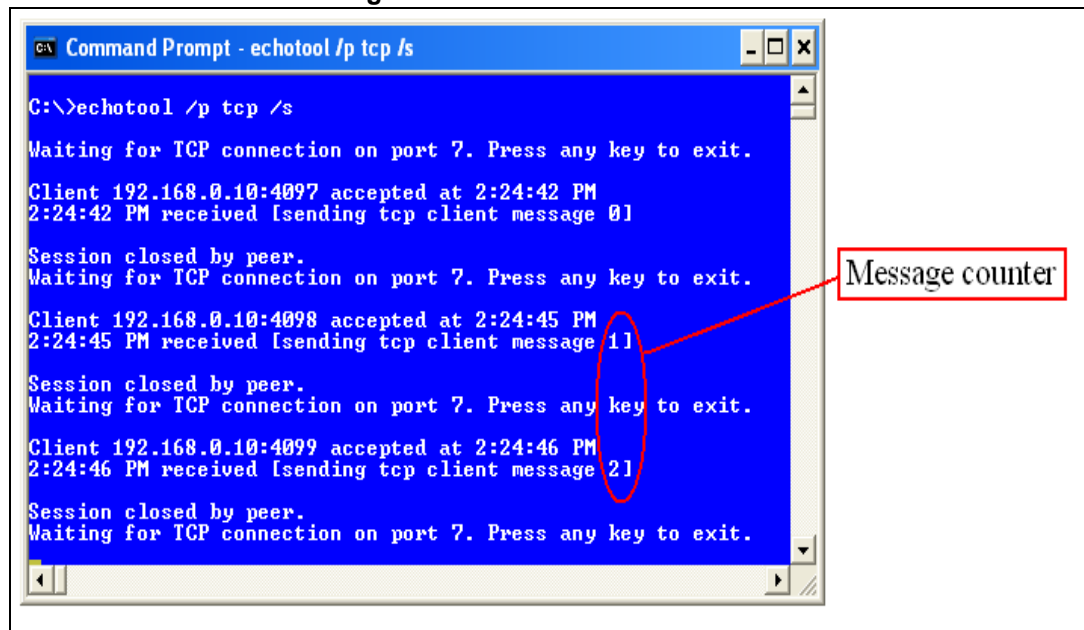 Command Prompt - echotool /p tcp /s
C:\>echotool /p tcp /s
Waiting for TCP connection on port 7. Press any key to exit.
Client 192.168.0.10:4097 accepted at 2:24:42 PM
2:24:42 PM received [sending tcp client message 0]
Session closed by peer.
Waiting for TCP connection on port 7. Press any key to exit.
Client 192.168.0.10:4098 accepted at 2:24:45 PM
2:24:45 PM received [sending tcp client message 1]
Session closed by peer.
Waiting for TCP connection on port 7. Press any key to exit.
Client 192.168.0.10:4099 accepted at 2:24:46 PM
2:24:46 PM received [sending tcp client message 2]
Session closed by peer.
Waiting for TCP connection on port 7. Press any key to exit.
Message counter